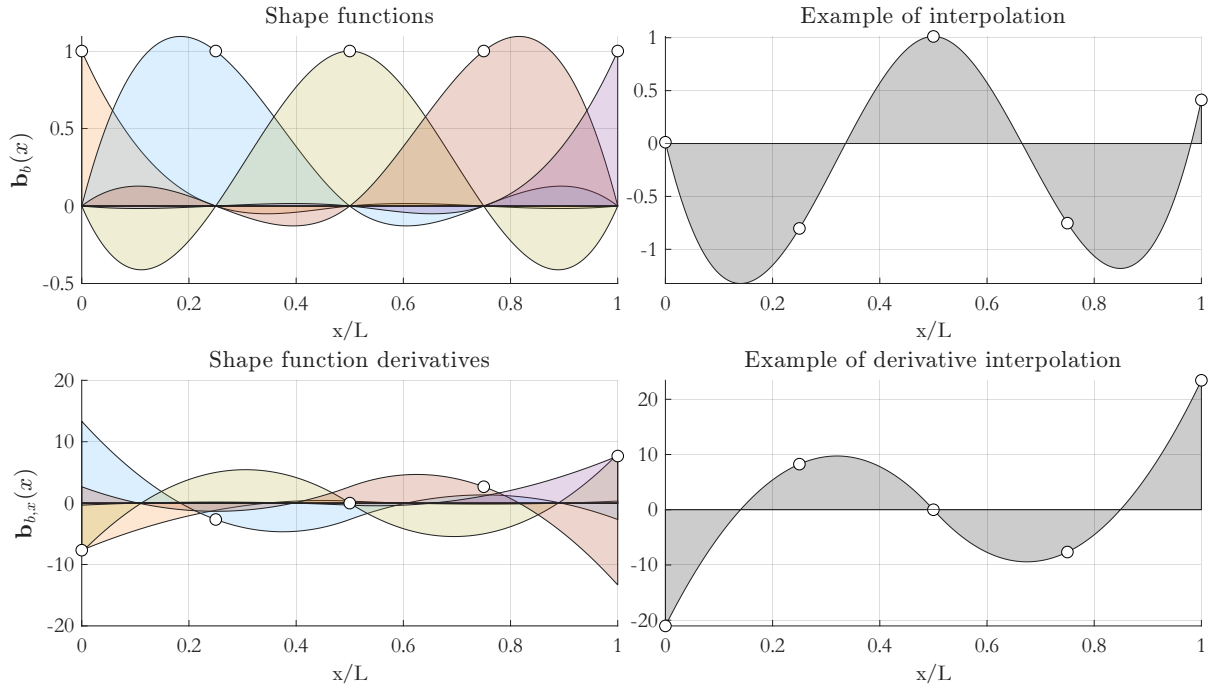 Shape functions
1
0.5
0
-0.5
0 0.2 0.4 0.6 0.8 1
x/L
b_b(x)
Example of interpolation
1
0.5
0
-0.5
-1
0 0.2 0.4 0.6 0.8 1
x/L
Shape function derivatives
20
10
0
-10
-20
0 0.2 0.4 0.6 0.8 1
x/L
b_{b,x}(x)
Example of derivative interpolation
20
10
0
-10
-20
0 0.2 0.4 0.6 0.8 1
x/L